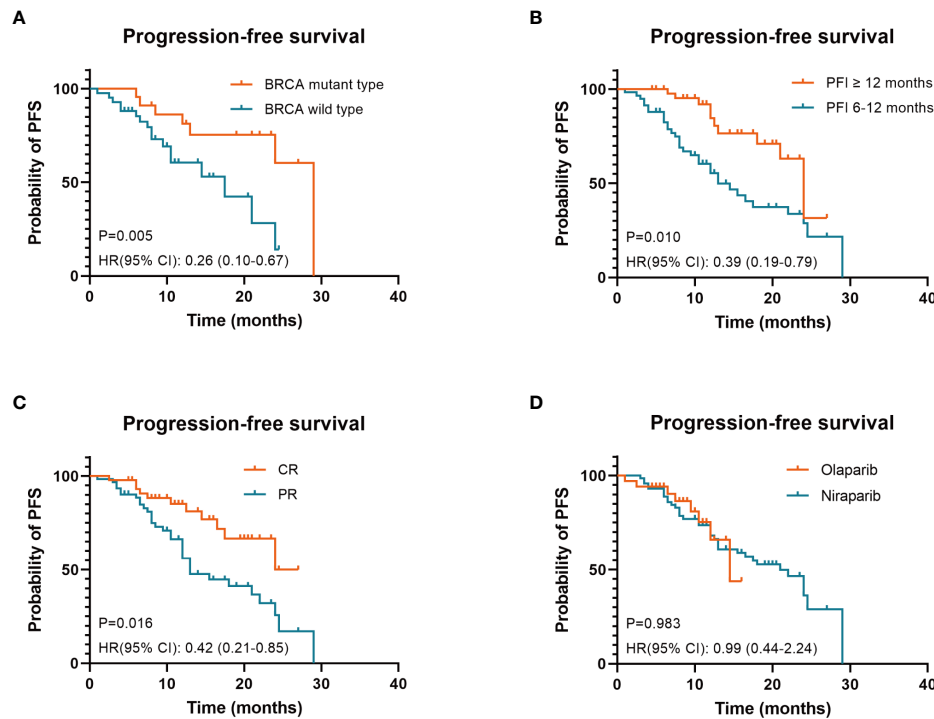 A
Progression-free survival
BRCA mutant type
BRCA wild type
Probability of PFS
100
50
0
P=0.005
HR(95% CI): 0.26 (0.10-0.67)
0 10 20 30 40
Time (months)
B
Progression-free survival
PFI ≥ 12 months
PFI 6-12 months
Probability of PFS
100
50
0
P=0.010
HR(95% CI): 0.39 (0.19-0.79)
0 10 20 30 40
Time (months)
C
Progression-free survival
CR
PR
Probability of PFS
100
50
0
P=0.016
HR(95% CI): 0.42 (0.21-0.85)
0 10 20 30 40
Time (months)
D
Progression-free survival
Olaparib
Niraparib
Probability of PFS
100
50
0
P=0.983
HR(95% CI): 0.99 (0.44-2.24)
0 10 20 30 40
Time (months)